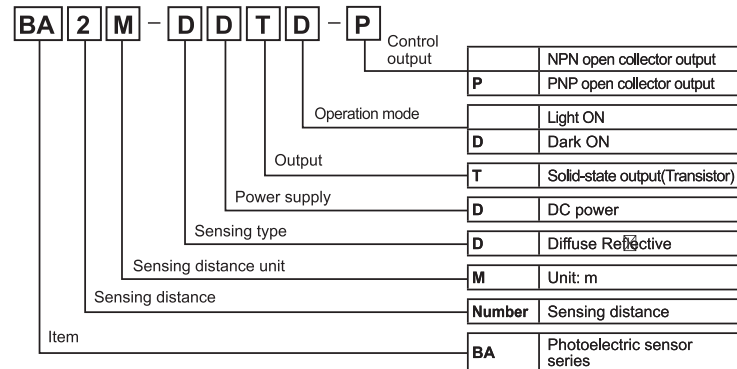 BA 2 M - D D T D - P
Control
output
NPN open collector output
P PNP open collector output
Operation mode
Light ON
D Dark ON
Output
T Solid-state output(Transistor)
Power supply
D DC power
Sensing type
D Diffuse Reflective
Sensing distance unit
M Unit: m
Sensing distance
Number Sensing distance
Item
BA Photoelectric sensor
series